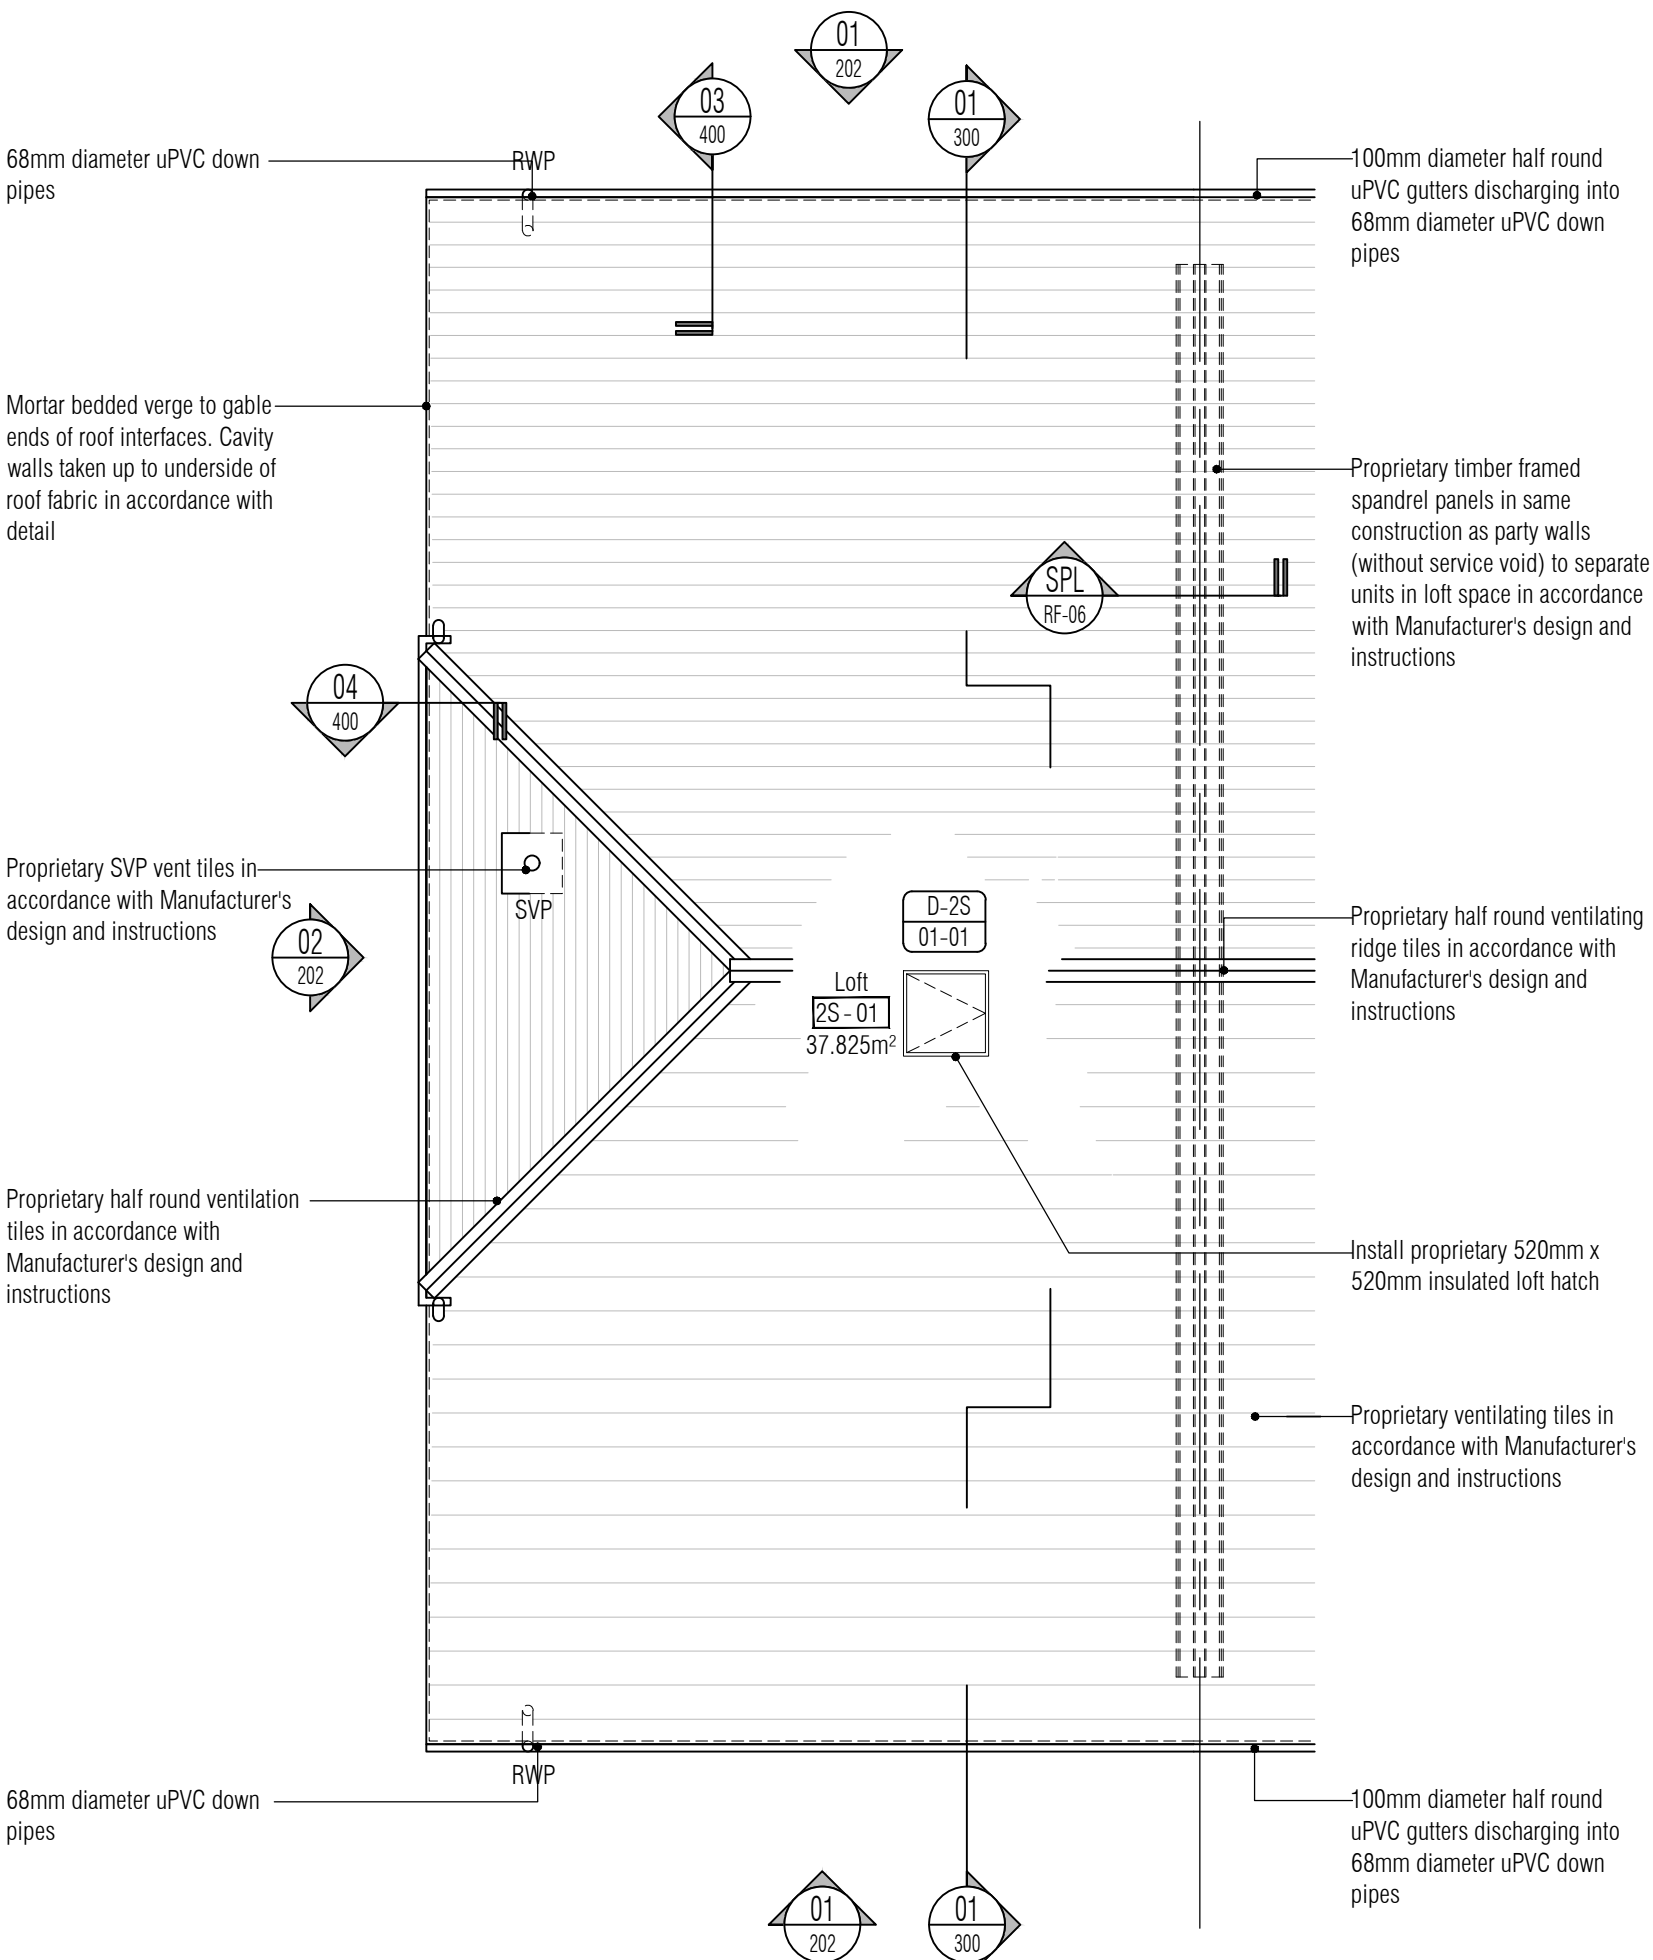 01
202
03
400
01
300
68mm diameter uPVC down
pipes
RWP
100mm diameter half round
uPVC gutters discharging into
68mm diameter uPVC down
pipes
Mortar bedded verge to gable
ends of roof interfaces. Cavity
walls taken up to underside of
roof fabric in accordance with
detail
Proprietary timber framed
spandrel panels in same
construction as party walls
(without service void) to separate
units in loft space in accordance
with Manufacturer's design and
instructions
SPL
RF-06
04
400
Proprietary SVP vent tiles in
accordance with Manufacturer's
design and instructions
SVP
02
202
D-2S
01-01
Loft
2S - 01
37.825m²
Proprietary half round ventilating
ridge tiles in accordance with
Manufacturer's design and
instructions
Proprietary half round ventilation
tiles in accordance with
Manufacturer's design and
instructions
Install proprietary 520mm x
520mm insulated loft hatch
Proprietary ventilating tiles in
accordance with Manufacturer's
design and instructions
RWP
68mm diameter uPVC down
pipes
100mm diameter half round
uPVC gutters discharging into
68mm diameter uPVC down
pipes
01
202
01
300